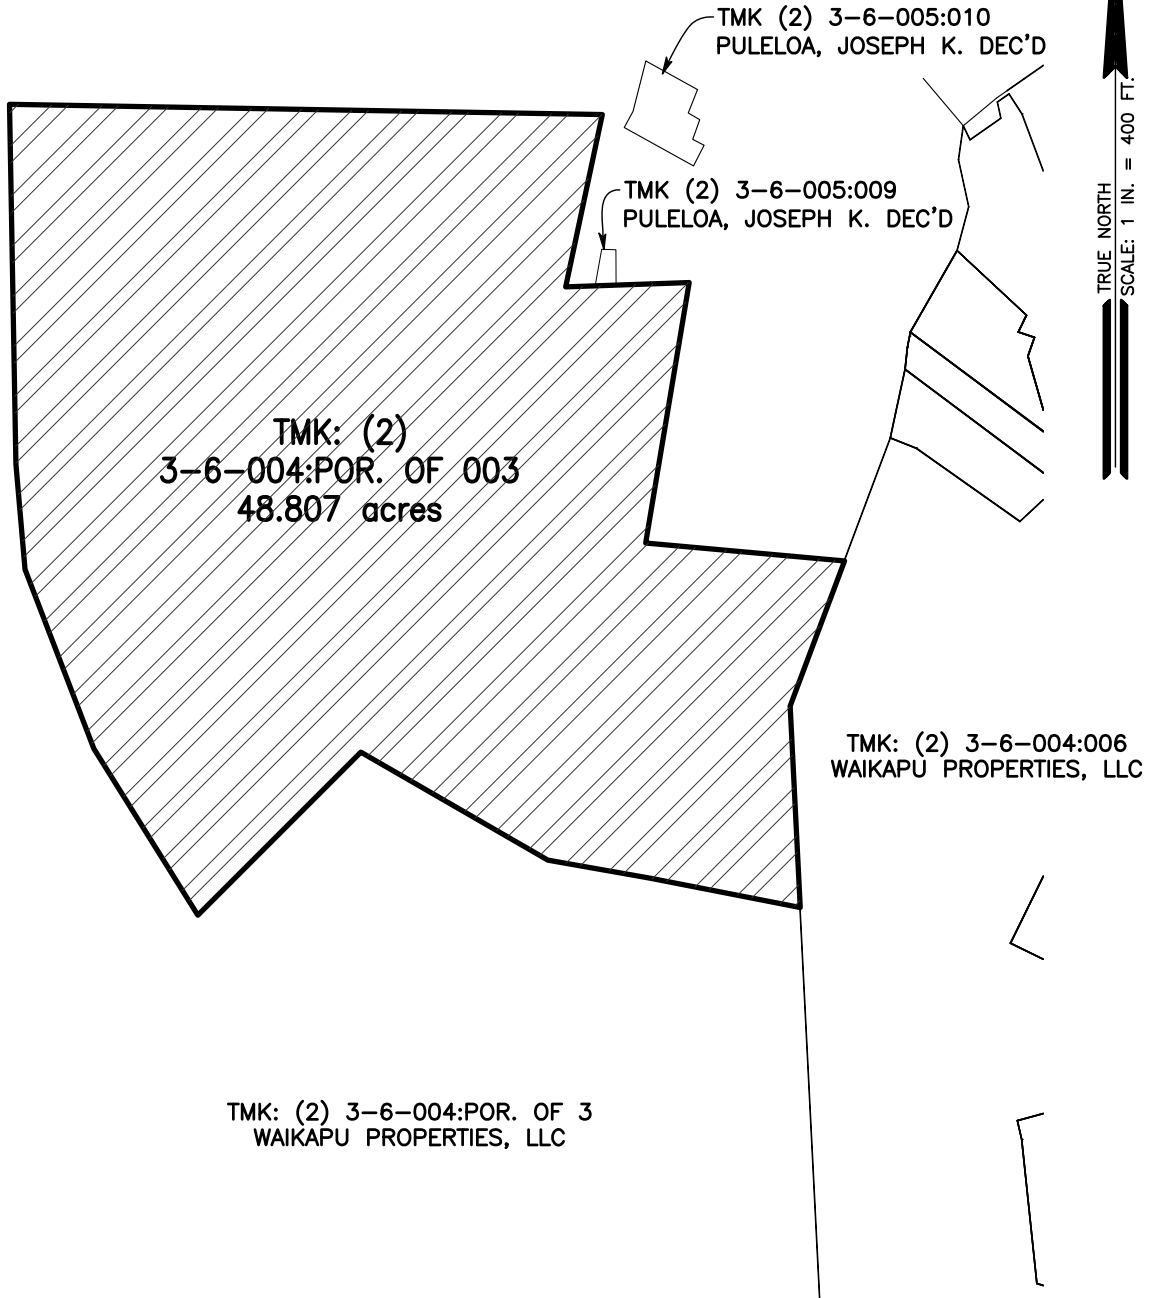 TMK (2) 3-6-005:010
PULELOA, JOSEPH K. DEC'D
TMK (2) 3-6-005:009
PULELOA, JOSEPH K. DEC'D
TRUE NORTH
SCALE: 1 IN. = 400 FT.
TMK: (2)
3-6-004:POR. OF 003
48.807 acres
TMK: (2) 3-6-004:006
WAIKAPU PROPERTIES, LLC
TMK: (2) 3-6-004:POR. OF 3
WAIKAPU PROPERTIES, LLC